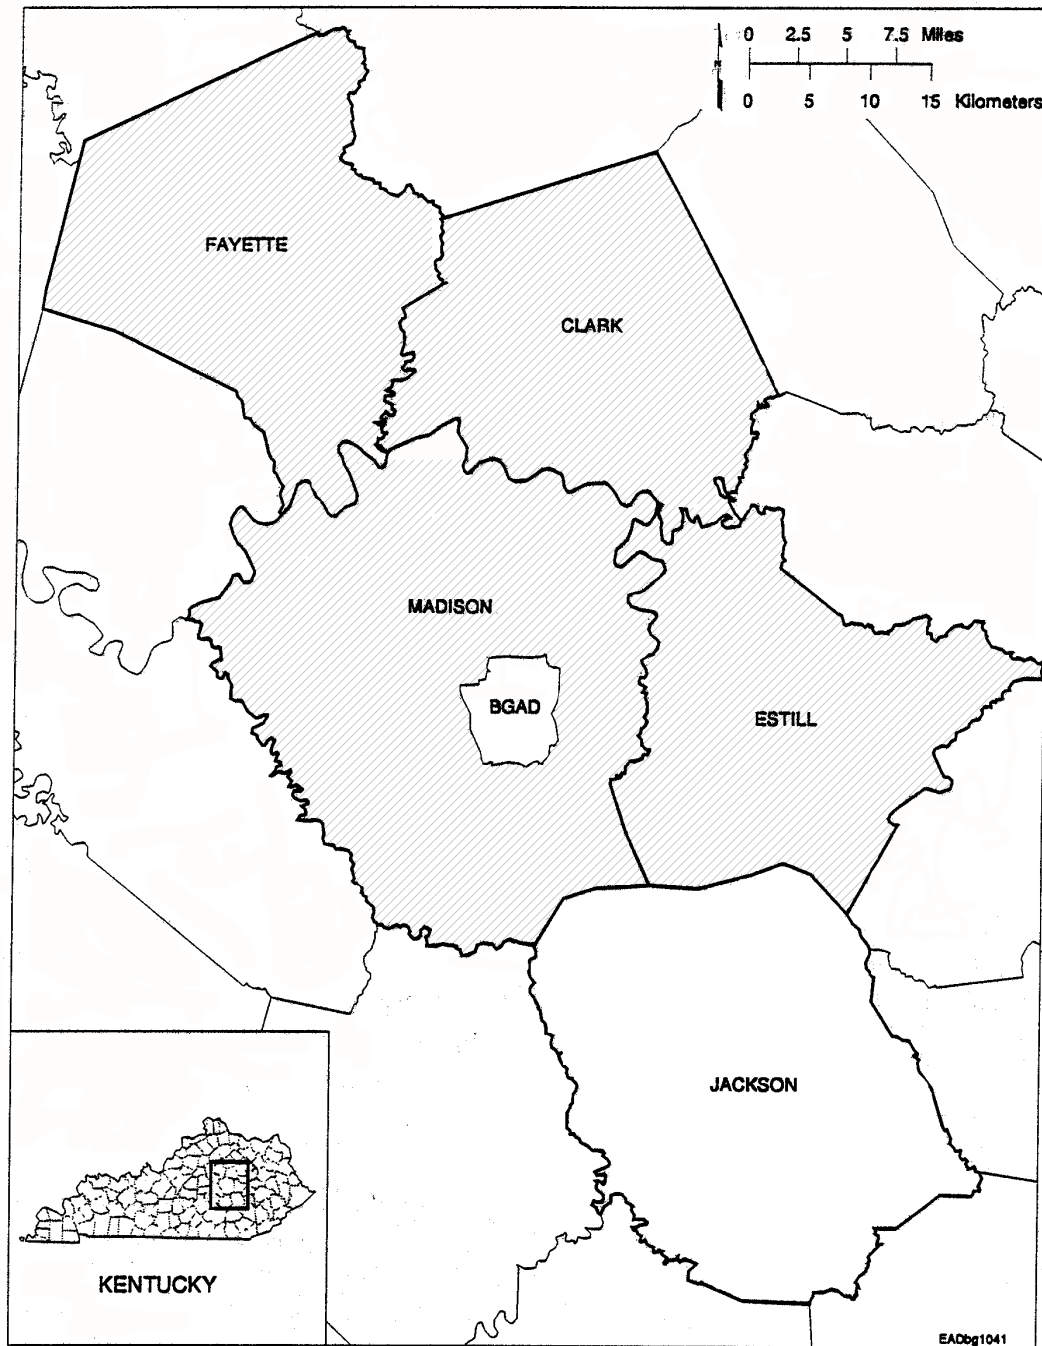 0 2.5 5 7.5 Miles
N
0 5 10 15 Kilometers
FAYETTE
CLARK
MADISON
BGAD
ESTILL
JACKSON
KENTUCKY
EADbg1041